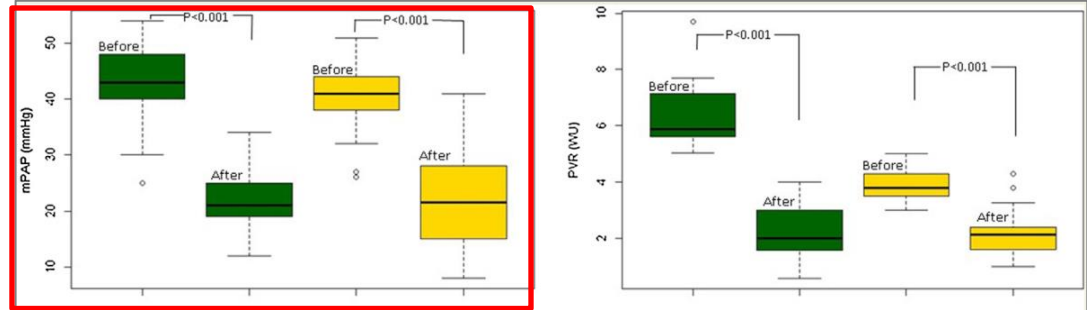 mPAP (mmHg)
50
40
30
20
10
P<0.001
P<0.001
Before
After
Before
After
PVR (WU)
10
8
6
4
2
P<0.001
P<0.001
Before
After
Before
After